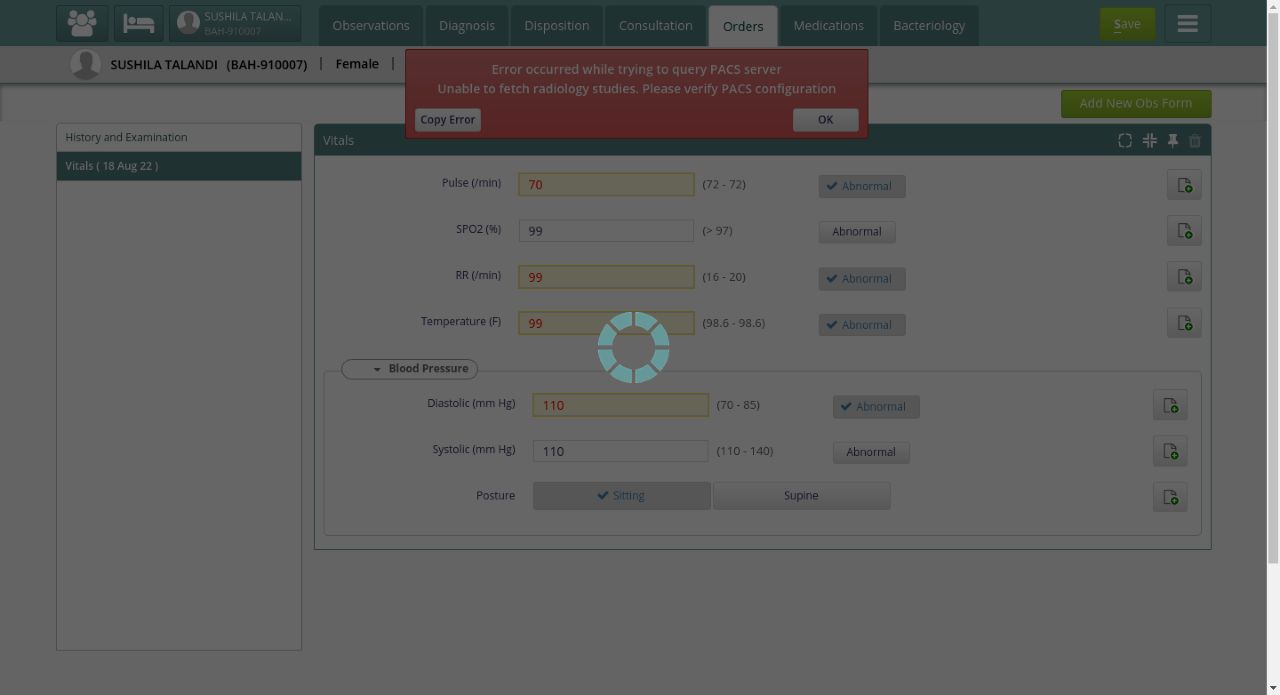 SUSHILA TALAN...
BAH-910007
Observations
Diagnosis
Disposition
Consultation
Orders
Medications
Bacteriology
Save
SUSHILA TALANDI (BAH-910007) | Female |
Error occurred while trying to query PACS server
Unable to fetch radiology studies. Please verify PACS configuration
Copy Error
OK
Add New Obs Form
History and Examination
Vitals ( 18 Aug 22 )
Vitals
Pulse (/min) 70 (72 - 72) Abnormal
SPO2 (%) 99 (> 97) Abnormal
RR (/min) 99 (16 - 20) Abnormal
Temperature (F) 99 (98.6 - 98.6) Abnormal
Blood Pressure
Diastolic (mm Hg) 110 (70 - 85) Abnormal
Systolic (mm Hg) 110 (110 - 140) Abnormal
Posture Sitting Supine